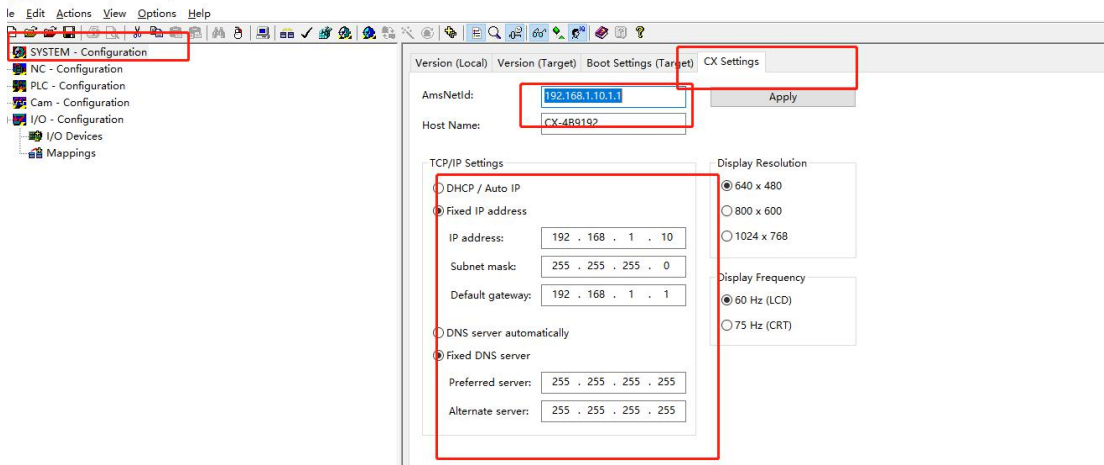 le Edit Actions View Options Help
SYSTEM - Configuration
NC - Configuration
PLC - Configuration
Cam - Configuration
I/O - Configuration
I/O Devices
Mappings
Version (Local) Version (Target) Boot Settings (Target) CX Settings
AmsNetId: 192.168.1.10.1.1 Apply
Host Name: CX-4B9192
TCP/IP Settings
DHCP / Auto IP
Fixed IP address
IP address: 192 . 168 . 1 . 10
Subnet mask: 255 . 255 . 255 . 0
Default gateway: 192 . 168 . 1 . 1
DNS server automatically
Fixed DNS server
Preferred server: 255 . 255 . 255 . 255
Alternate server: 255 . 255 . 255 . 255
Display Resolution
640 x 480
800 x 600
1024 x 768
Display Frequency
60 Hz (LCD)
75 Hz (CRT)